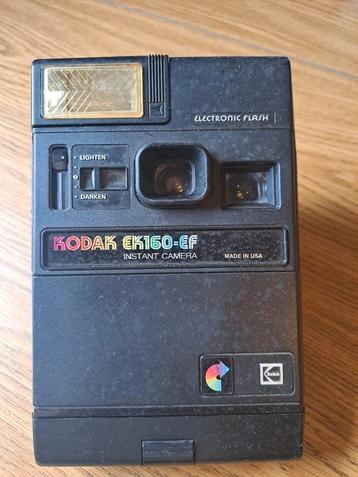 ELECTRONIC FLASH
LIGHTEN
DARKEN
KODAK EK160-EF
INSTANT CAMERA
MADE IN USA
Kodak